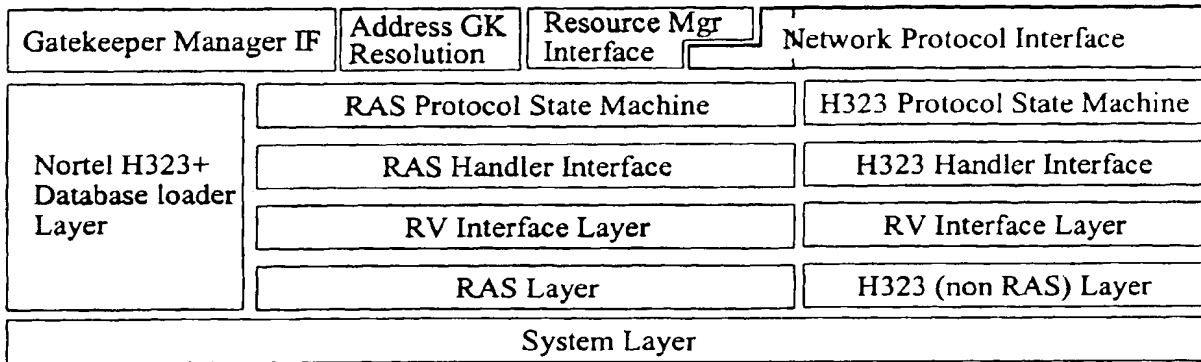 Gatekeeper Manager IF
Address GK
Resolution
Resource Mgr
Interface
Network Protocol Interface
RAS Protocol State Machine
H323 Protocol State Machine
Nortel H323+
Database loader
Layer
RAS Handler Interface
H323 Handler Interface
RV Interface Layer
RV Interface Layer
RAS Layer
H323 (non RAS) Layer
System Layer